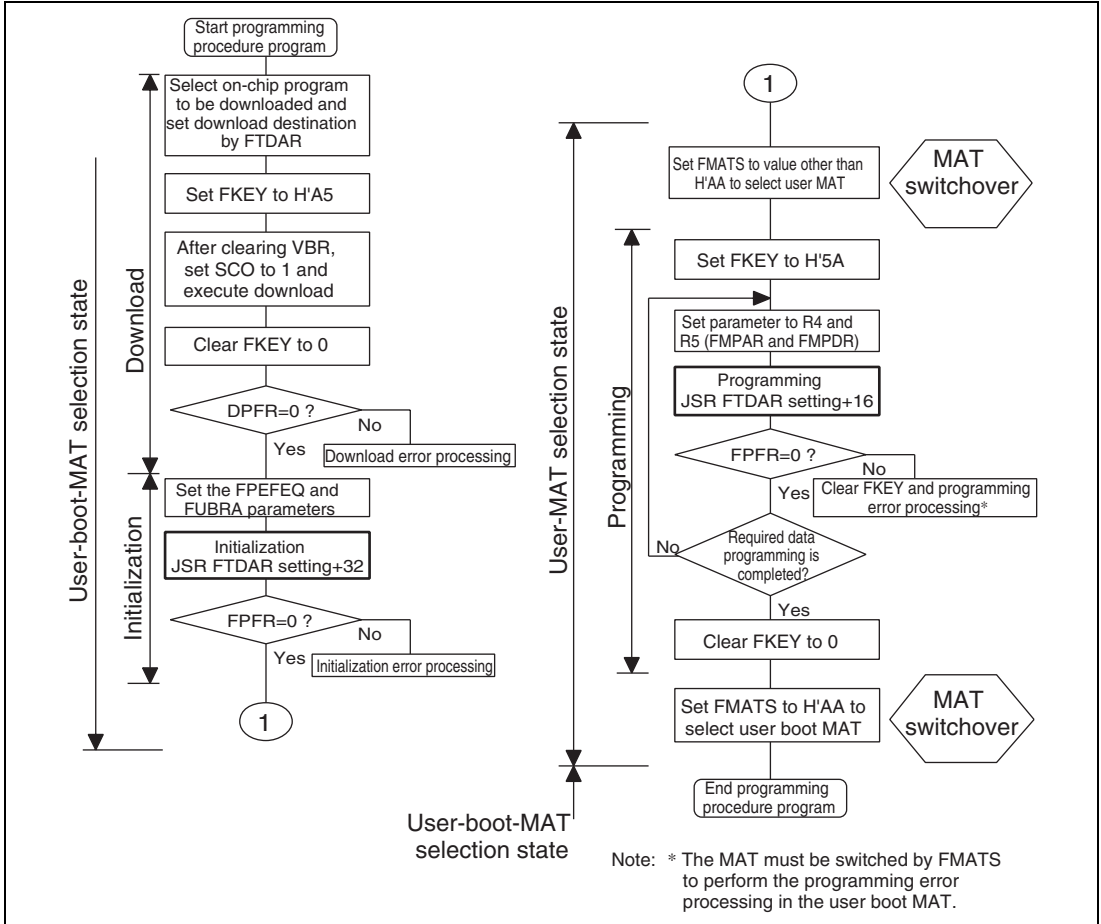 Start programming
procedure program
Select on-chip program
to be downloaded and
set download destination
by FTDAR
Set FKEY to H'A5
After clearing VBR,
set SCO to 1 and
execute download
Clear FKEY to 0
DPFR=0 ?
No
Yes
Download error processing
Set the FPEFEQ and
FUBRA parameters
Initialization
JSR FTDAR setting+32
FPFR=0 ?
No
Yes
Initialization error processing
1
Download
Initialization
User-boot-MAT selection state
1
Set FMATS to value other than
H'AA to select user MAT
MAT
switchover
Set FKEY to H'5A
Set parameter to R4 and
R5 (FMPAR and FMPDR)
Programming
JSR FTDAR setting+16
FPFR=0 ?
No
Yes
Clear FKEY and programming
error processing*
Required data
programming is
completed?
No
Yes
Clear FKEY to 0
Set FMATS to H'AA to
select user boot MAT
MAT
switchover
End programming
procedure program
Programming
User-MAT selection state
User-boot-MAT
selection state
Note: * The MAT must be switched by FMATS
to perform the programming error
processing in the user boot MAT.